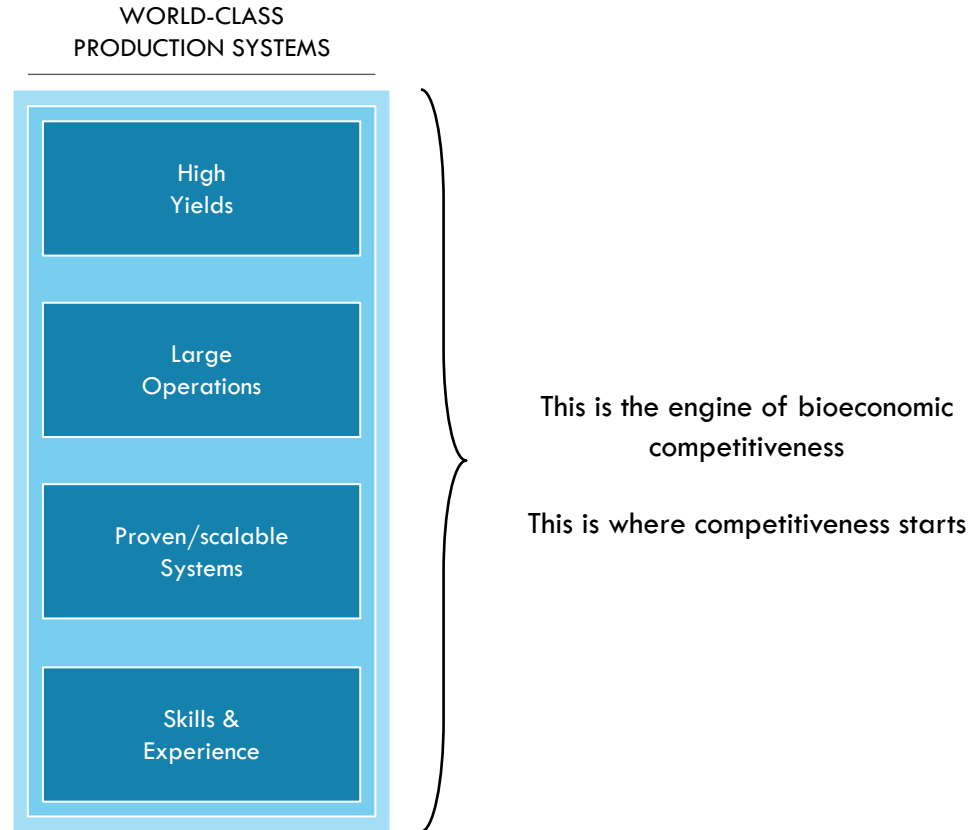 WORLD-CLASS
PRODUCTION SYSTEMS
High
Yields
Large
Operations
Proven/scalable
Systems
Skills &
Experience
This is the engine of bioeconomic
competitiveness
This is where competitiveness starts